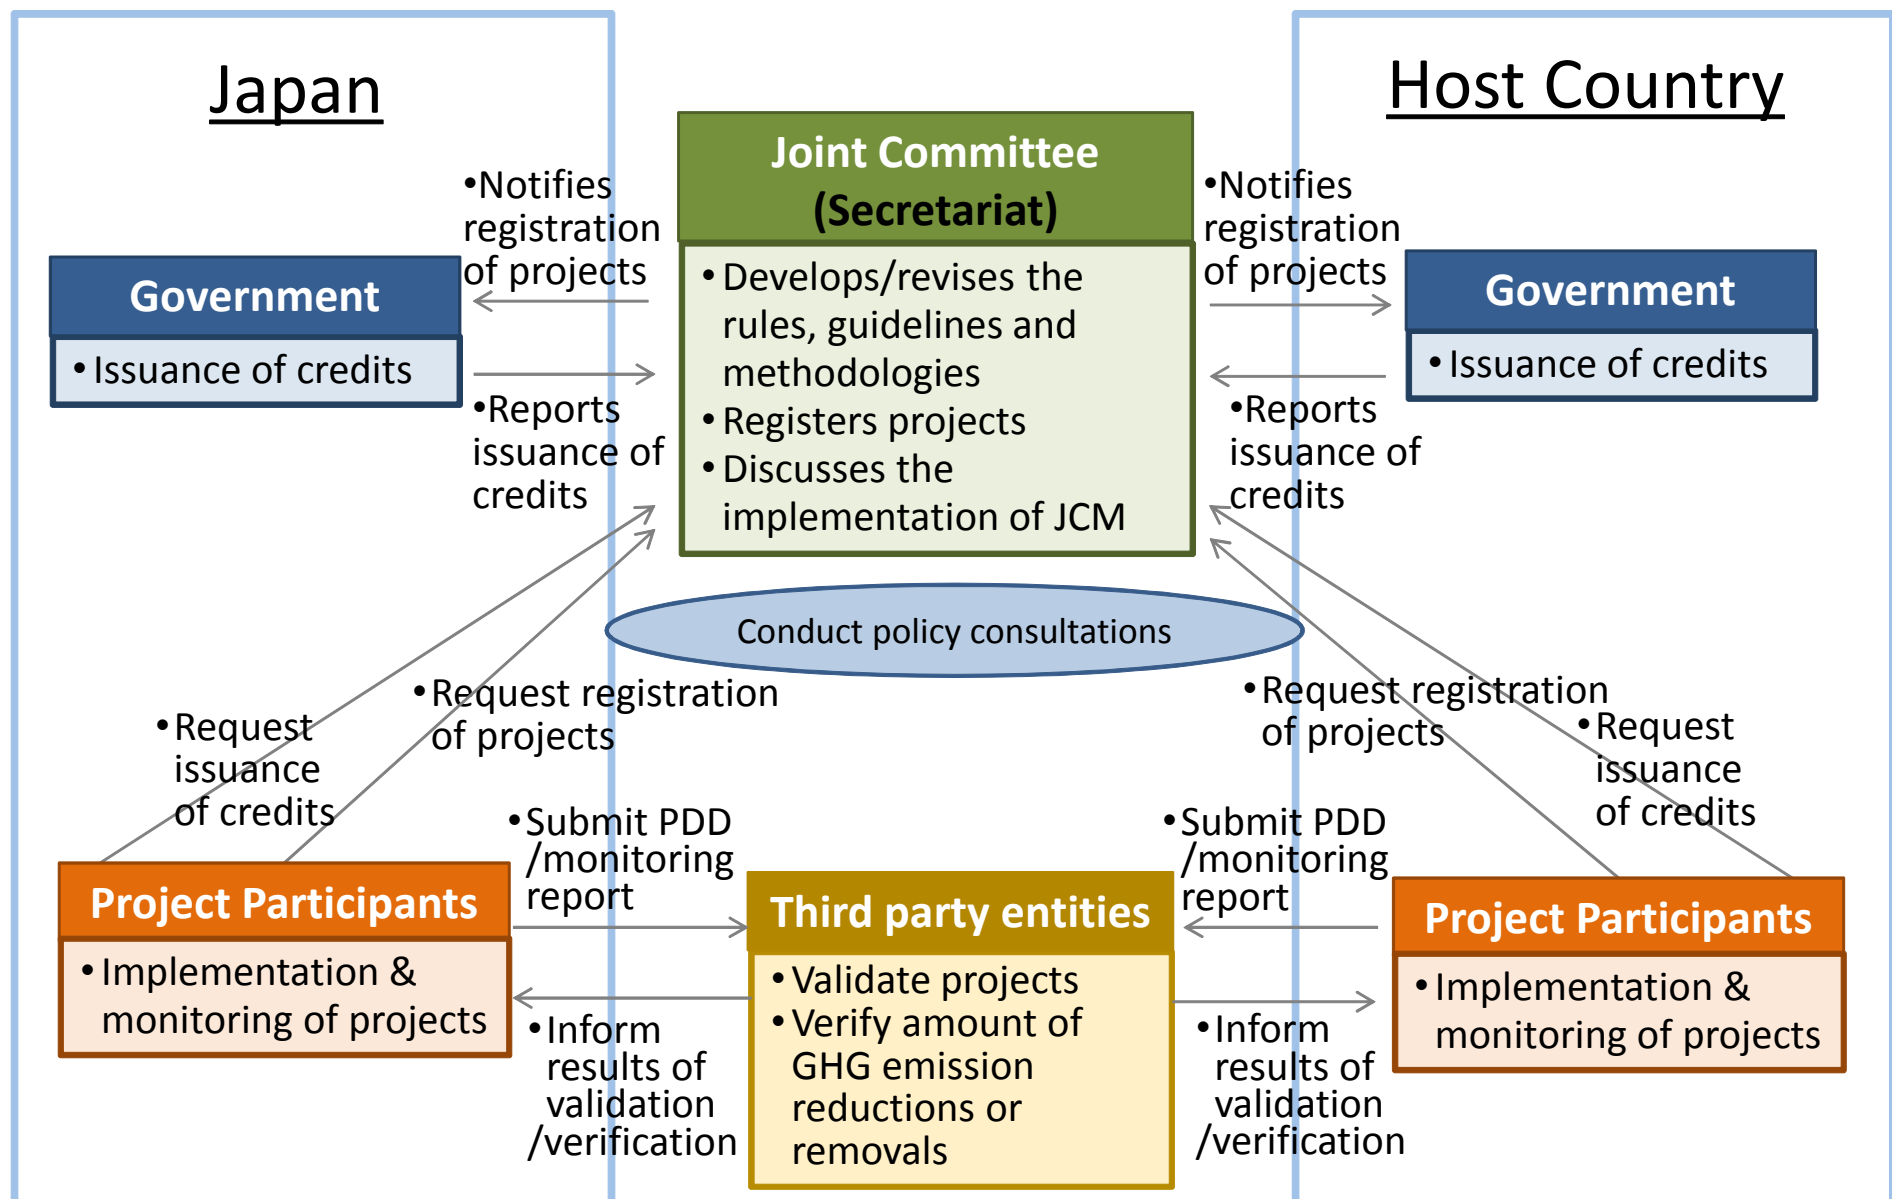 Japan
Host Country
Joint Committee
(Secretariat)
•Notifies
registration
of projects
•Notifies
registration
of projects
Government
• Issuance of credits
• Develops/revises the
rules, guidelines and
methodologies
• Registers projects
• Discusses the
implementation of JCM
Government
• Issuance of credits
•Reports
issuance of
credits
•Reports
issuance of
credits
Conduct policy consultations
•Request
issuance
of credits
•Request registration
of projects
•Request registration
of projects
•Request
issuance
of credits
•Submit PDD
/monitoring
report
•Submit PDD
/monitoring
report
Project Participants
• Implementation &
monitoring of projects
Third party entities
• Validate projects
• Verify amount of
GHG emission
reductions or
removals
Project Participants
• Implementation &
monitoring of projects
•Inform
results of
validation
/verification
•Inform
results of
validation
/verification